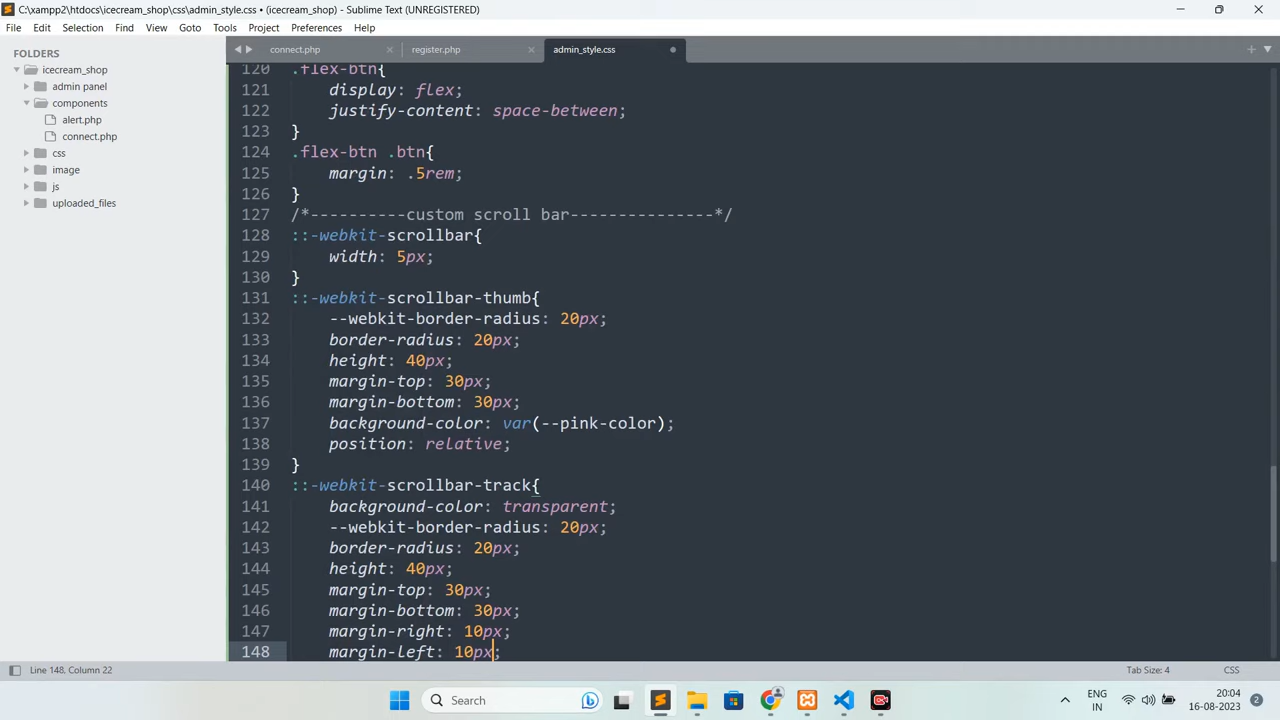 C:\xampp2\htdocs\icecream_shop\css\admin_style.css • (icecream_shop) - Sublime Text (UNREGISTERED)
File Edit Selection Find View Goto Tools Project Preferences Help
FOLDERS
icecream_shop
admin panel
components
alert.php
connect.php
css
image
js
uploaded_files
connect.php register.php admin_style.css
120 .flex-btn{
121 display: flex;
122 justify-content: space-between;
123 }
124 .flex-btn .btn{
125 margin: .5rem;
126 }
127 /*----------custom scroll bar---------------*/
128 ::-webkit-scrollbar{
129 width: 5px;
130 }
131 ::-webkit-scrollbar-thumb{
132 --webkit-border-radius: 20px;
133 border-radius: 20px;
134 height: 40px;
135 margin-top: 30px;
136 margin-bottom: 30px;
137 background-color: var(--pink-color);
138 position: relative;
139 }
140 ::-webkit-scrollbar-track{
141 background-color: transparent;
142 --webkit-border-radius: 20px;
143 border-radius: 20px;
144 height: 40px;
145 margin-top: 30px;
146 margin-bottom: 30px;
147 margin-right: 10px;
148 margin-left: 10px;
Line 148, Column 22 Tab Size: 4 CSS
Search
ENG
IN
20:04
16-08-2023
2